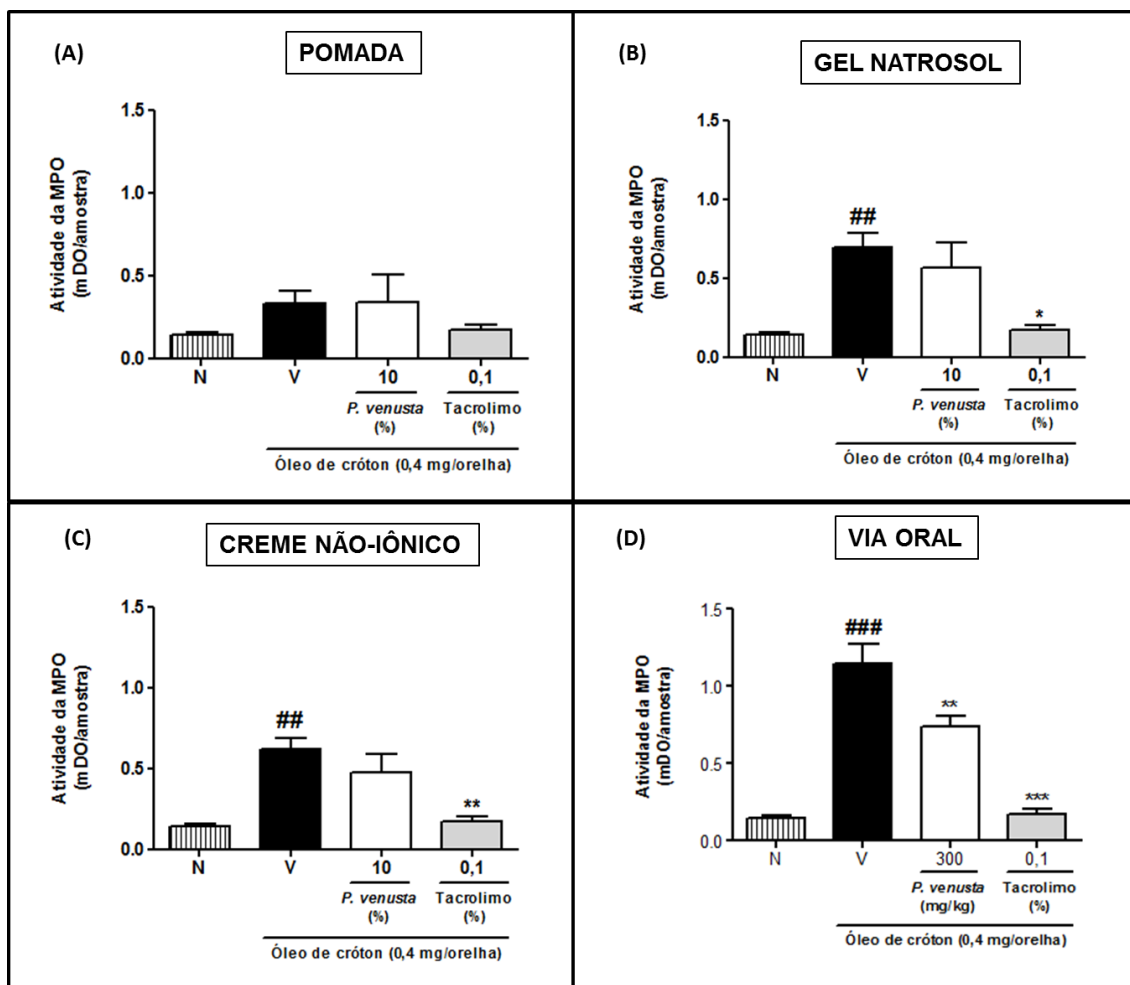 (A)
POMADA
Atividade da MPO
(mDO/amostra)
1.5
1.0
0.5
0.0
N
V
10
0,1
P. venusta
(%)
Tacrolimo
(%)
Óleo de cróton (0,4 mg/orelha)
(B)
GEL NATROSOL
Atividade da MPO
(mDO/amostra)
1.5
1.0
0.5
0.0
##
*
N
V
10
0,1
P. venusta
(%)
Tacrolimo
(%)
Óleo de cróton (0,4 mg/orelha)
(C)
CREME NÃO-IÔNICO
Atividade da MPO
(mDO/amostra)
1.5
1.0
0.5
0.0
##
**
N
V
10
0,1
P. venusta
(%)
Tacrolimo
(%)
Óleo de cróton (0,4 mg/orelha)
(D)
VIA ORAL
Atividade da MPO
(mDO/amostra)
1.5
1.0
0.5
0.0
###
**
***
N
V
300
0,1
P. venusta
(mg/kg)
Tacrolimo
(%)
Óleo de cróton (0,4 mg/orelha)